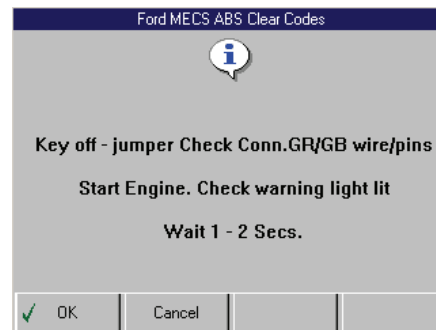 Ford MECS ABS Clear Codes
Key off - jumper Check Conn.GR/GB wire/pins
Start Engine. Check warning light lit
Wait 1 - 2 Secs.
OK Cancel